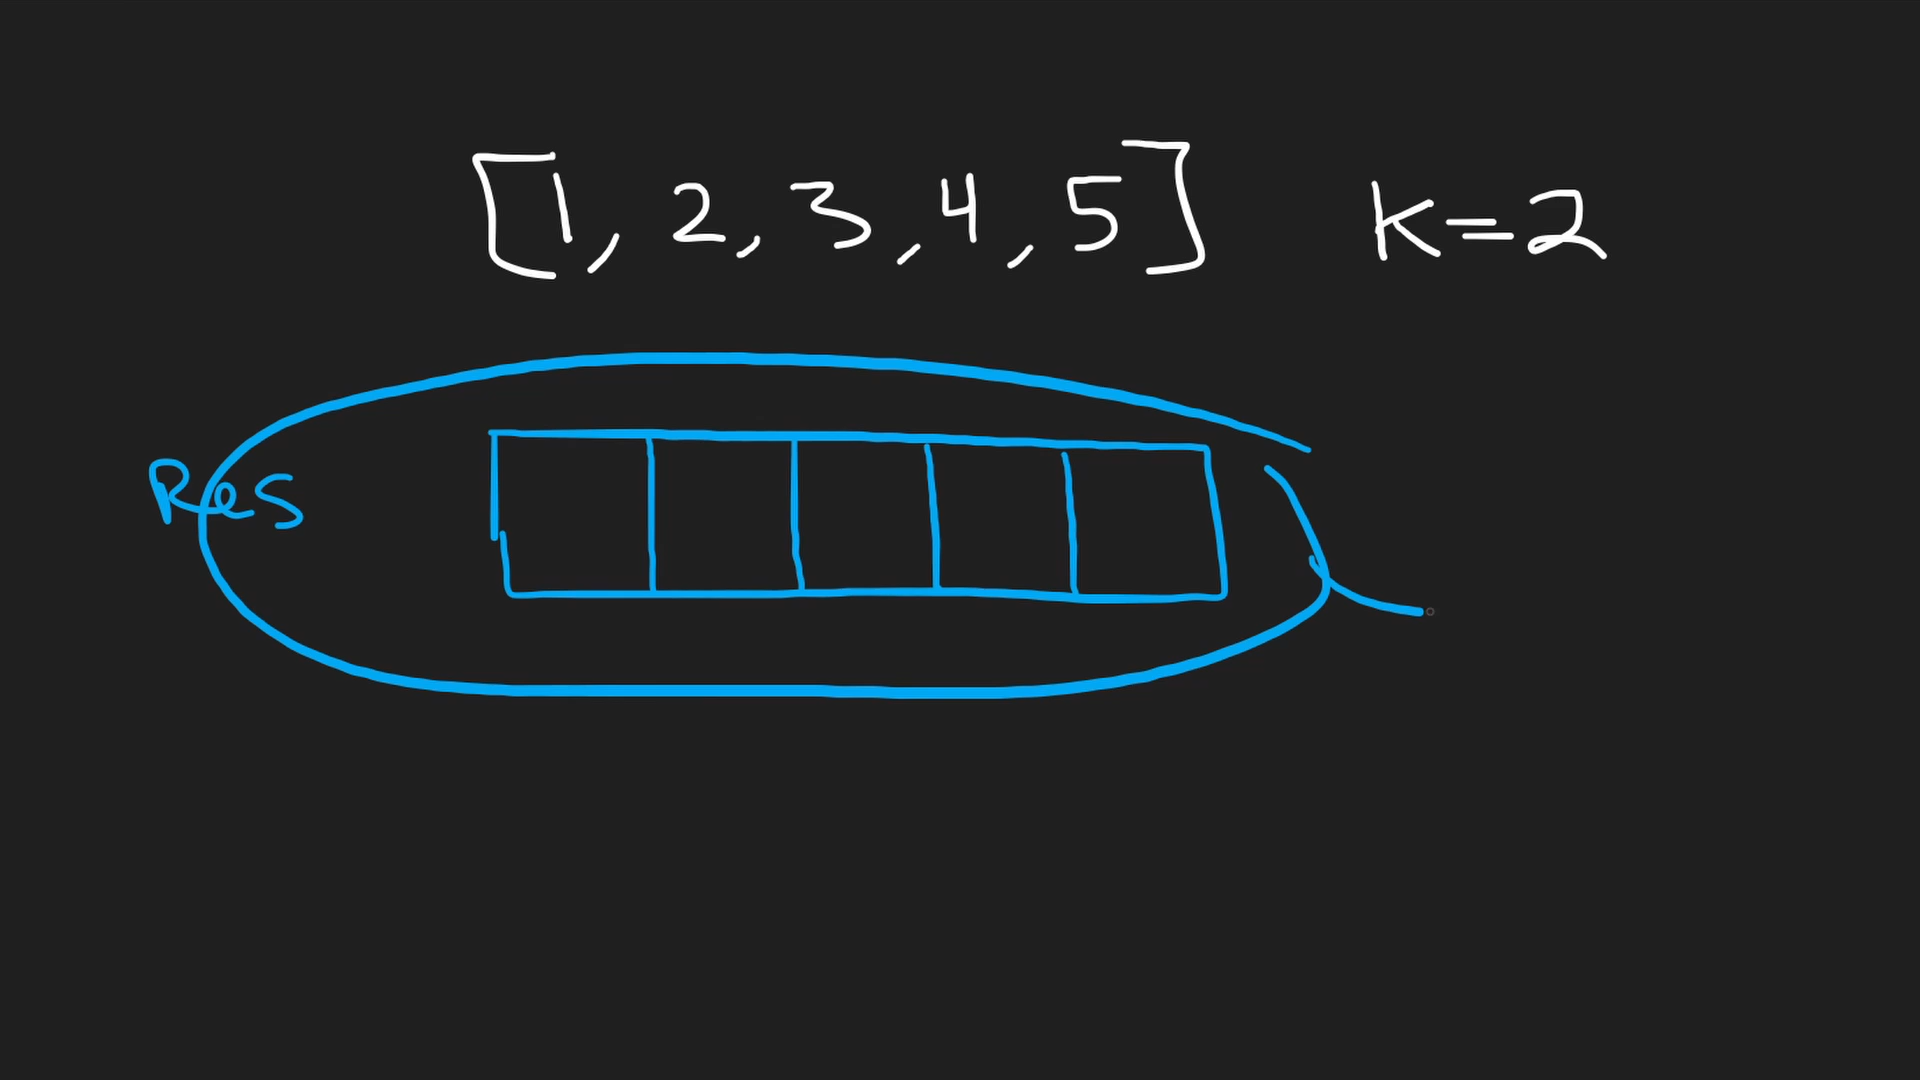 [1, 2, 3, 4, 5] K=2
Res